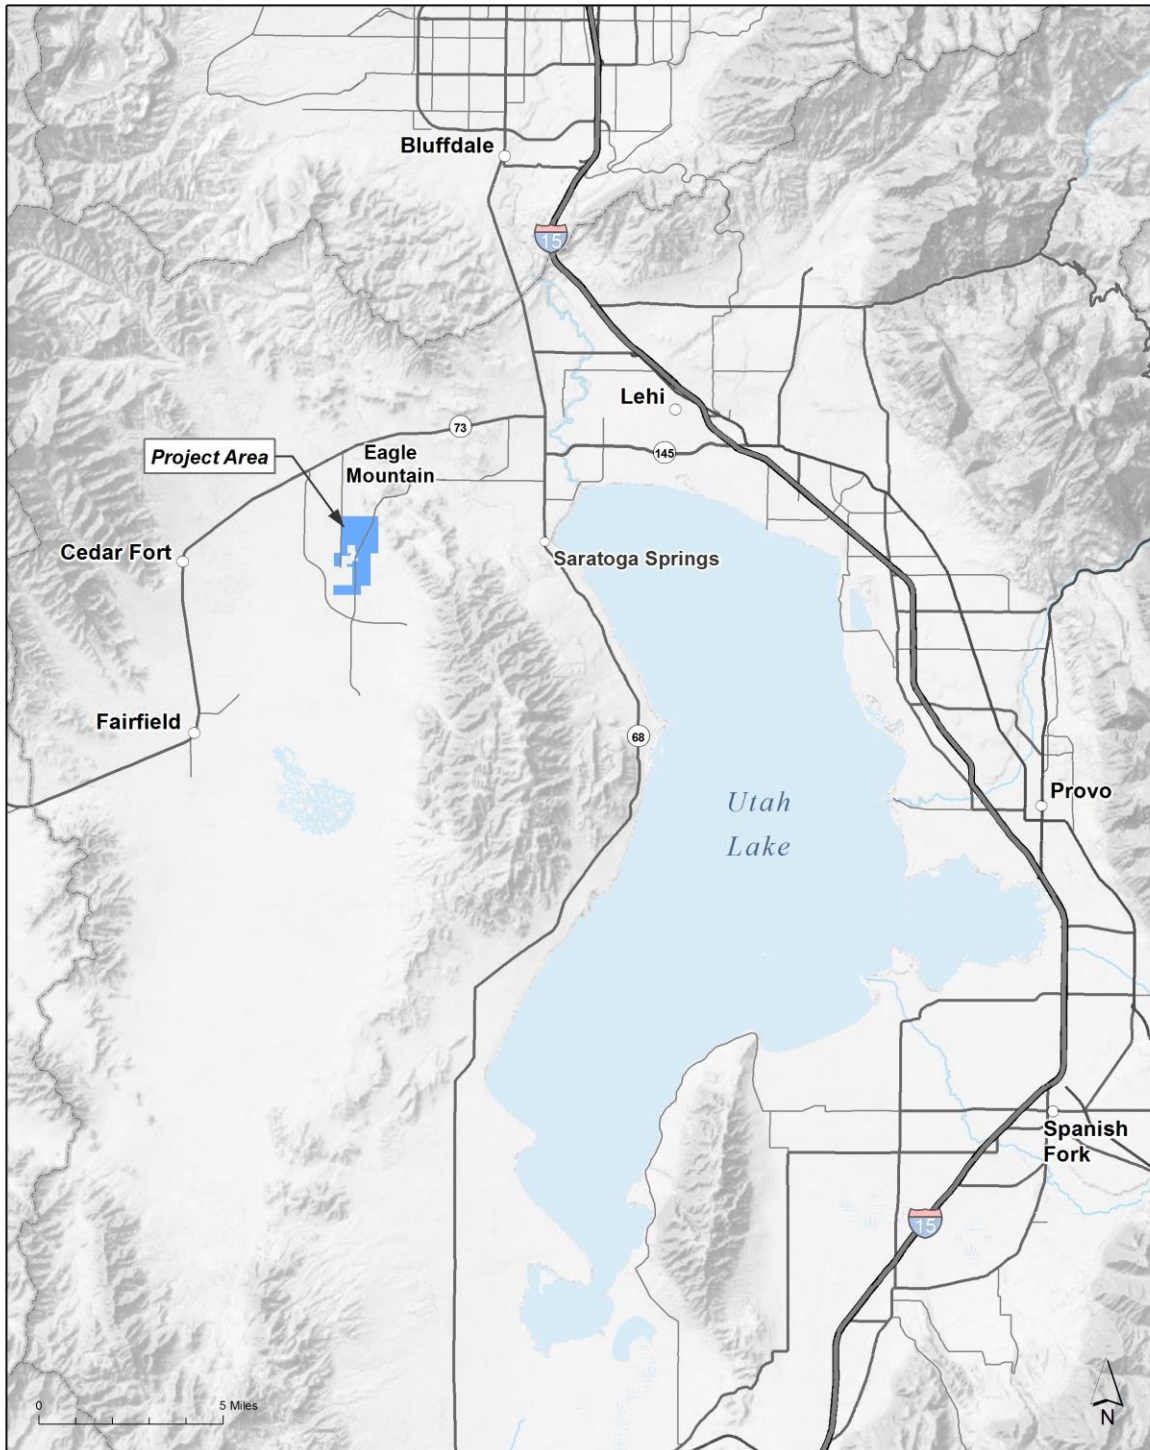 Bluffdale
15
Lehi
73
145
Project Area
Eagle
Mountain
Cedar Fort
Saratoga Springs
Fairfield
68
Utah
Lake
Provo
Spanish
Fork
15
0
5 Miles
N